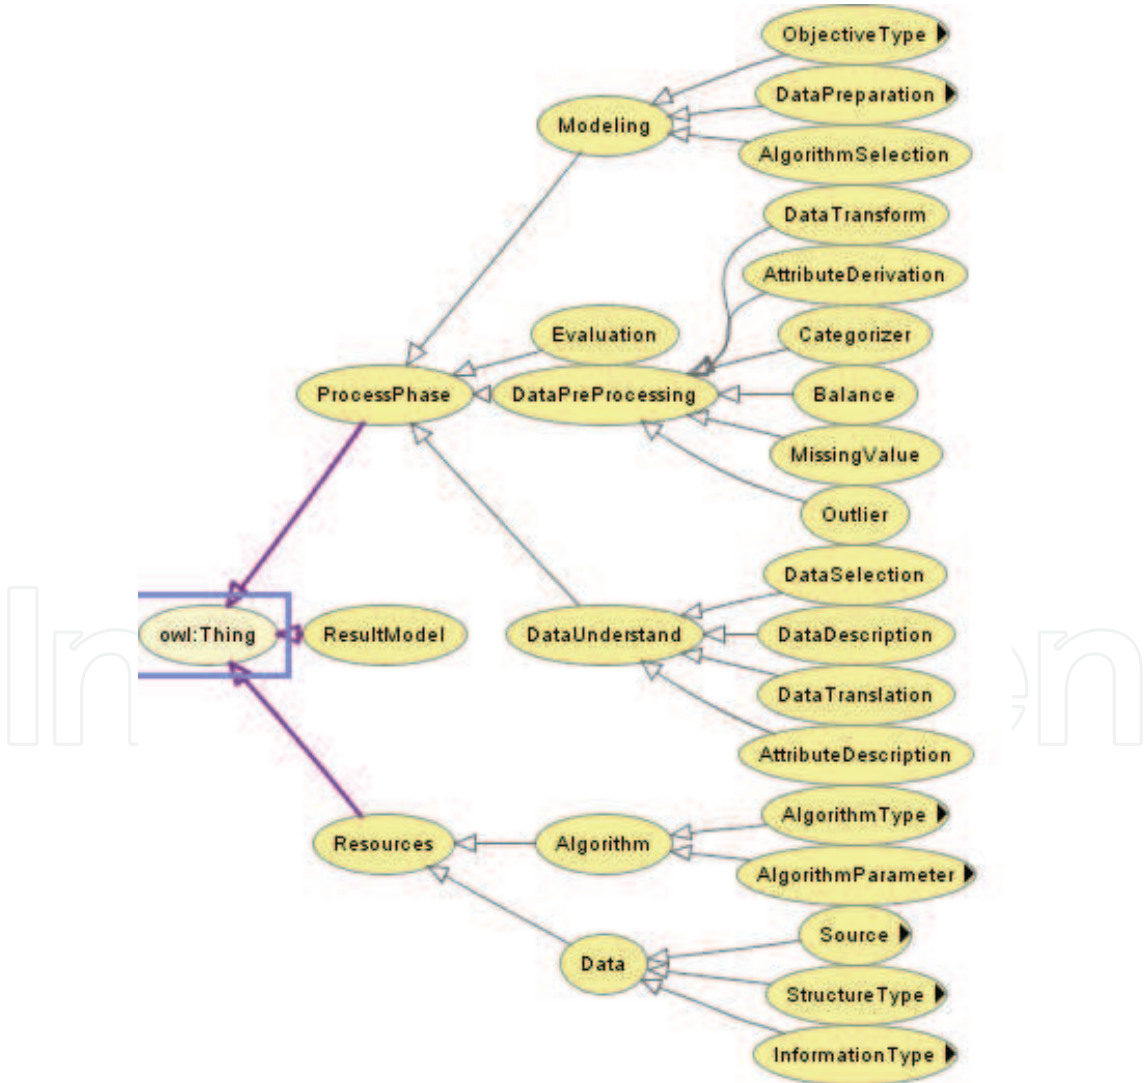 ObjectiveType
DataPreparation
Modeling
AlgorithmSelection
DataTransform
AttributeDerivation
Evaluation
Categorizer
ProcessPhase
DataPreProcessing
Balance
MissingValue
Outlier
DataSelection
owl:Thing
ResultModel
DataUnderstand
DataDescription
DataTranslation
AttributeDescription
AlgorithmType
Resources
Algorithm
AlgorithmParameter
Source
Data
StructureType
InformationType